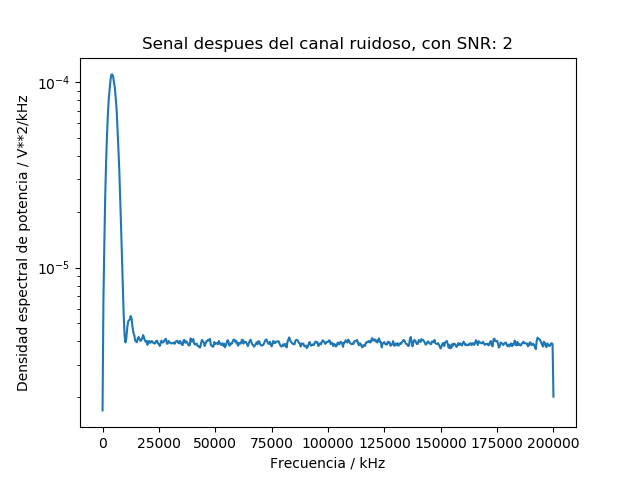 Senal despues del canal ruidoso, con SNR: 2
Densidad espectral de potencia / V**2/kHz
10⁻⁴
10⁻⁵
0 25000 50000 75000 100000 125000 150000 175000 200000
Frecuencia / kHz